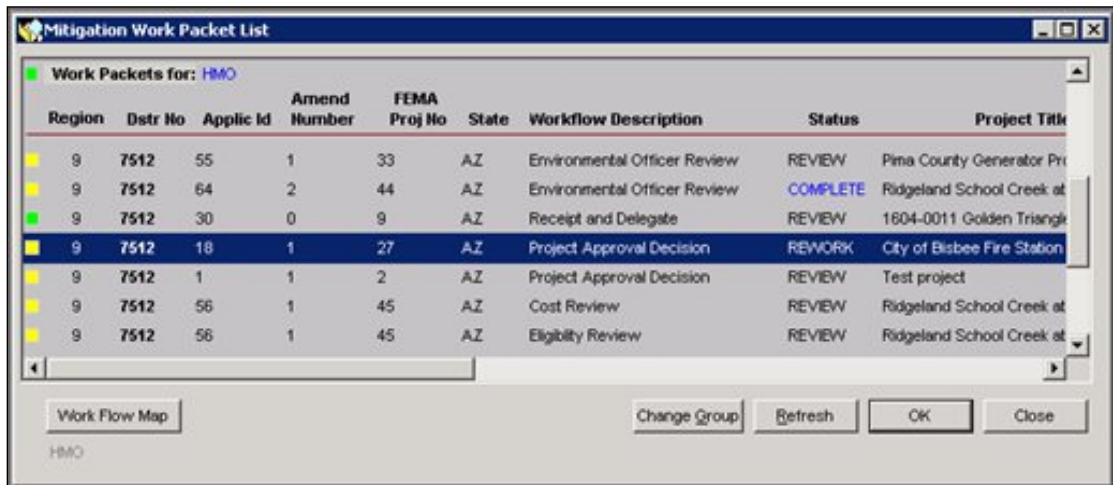 Mitigation Work Packet List
Work Packets for: HMO
Region Dstr No Applic Id Amend Number FEMA Proj No State Workflow Description Status Project Title
9 7512 55 1 33 AZ Environmental Officer Review REVIEW Pima County Generator Pro
9 7512 64 2 44 AZ Environmental Officer Review COMPLETE Ridgeland School Creek at
9 7512 30 0 9 AZ Receipt and Delegate REVIEW 1604-0011 Golden Triangle
9 7512 18 1 27 AZ Project Approval Decision REWORK City of Bisbee Fire Station
9 7512 1 1 2 AZ Project Approval Decision REVIEW Test project
9 7512 56 1 45 AZ Cost Review REVIEW Ridgeland School Creek at
9 7512 56 1 45 AZ Eligiblity Review REVIEW Ridgeland School Creek at
Work Flow Map Change Group Refresh OK Close
HMO